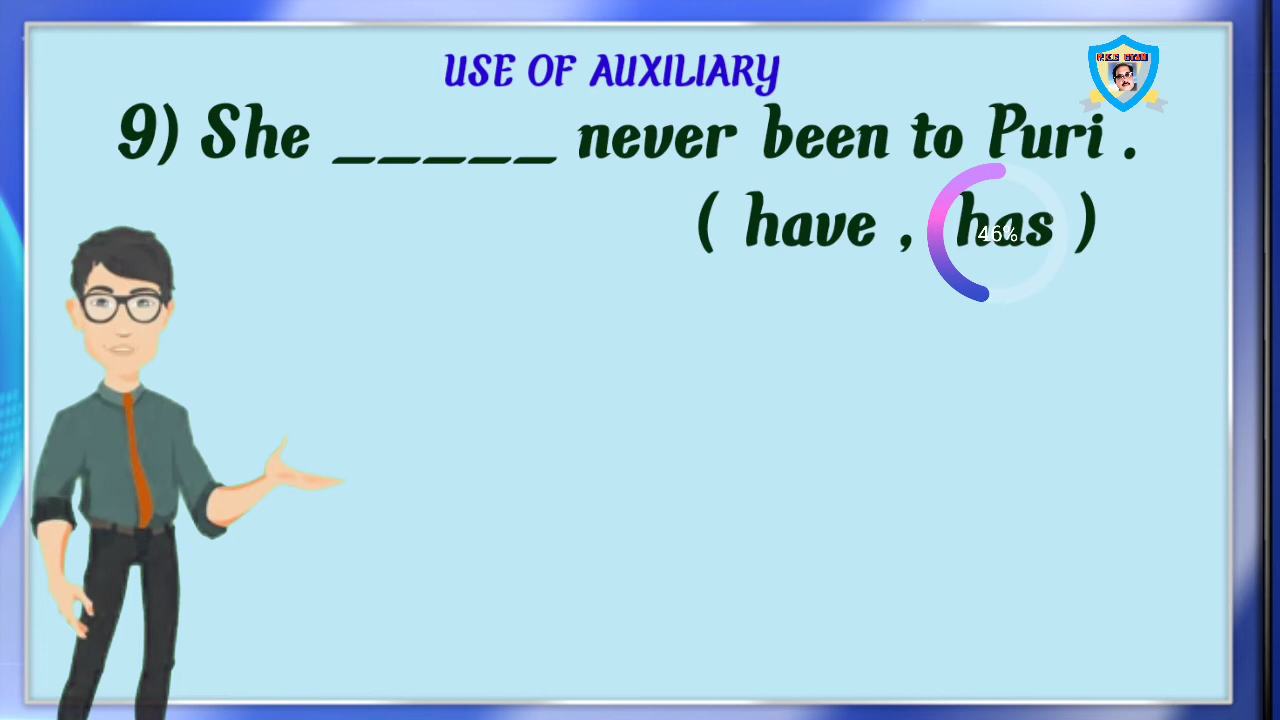 USE OF AUXILIARY
9) She _____ never been to Puri .
( have , has )
46%